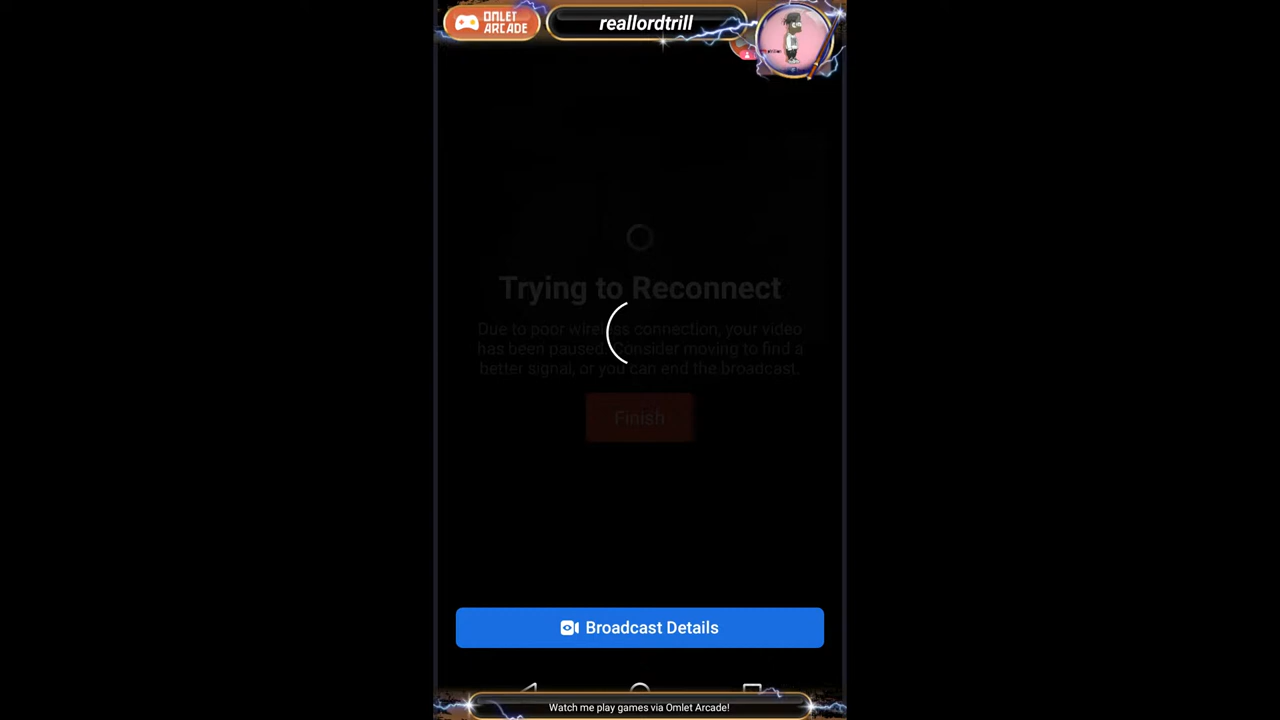 OMLET
ARCADE
reallordtrill
Trying to Reconnect
Due to poor wireless connection, your video
has been paused. Consider moving to find a
better signal, or you can end the broadcast.
Finish
Broadcast Details
Watch me play games via Omlet Arcade!